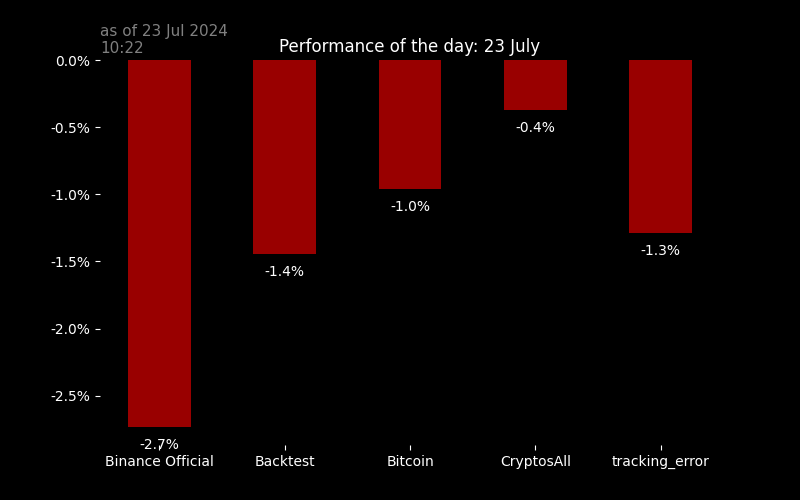 as of 23 Jul 2024
10:22
Performance of the day: 23 July
0.0%
-0.5%
-1.0%
-1.5%
-2.0%
-2.5%
-2.7%
-1.4%
-1.0%
-0.4%
-1.3%
Binance Official
Backtest
Bitcoin
CryptosAll
tracking_error